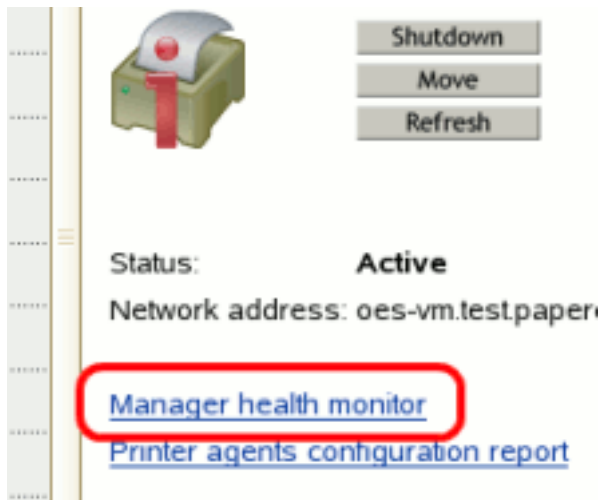 Shutdown
Move
Refresh
Status: Active
Network address: oes-vm.test.paper
Manager health monitor
Printer agents configuration report